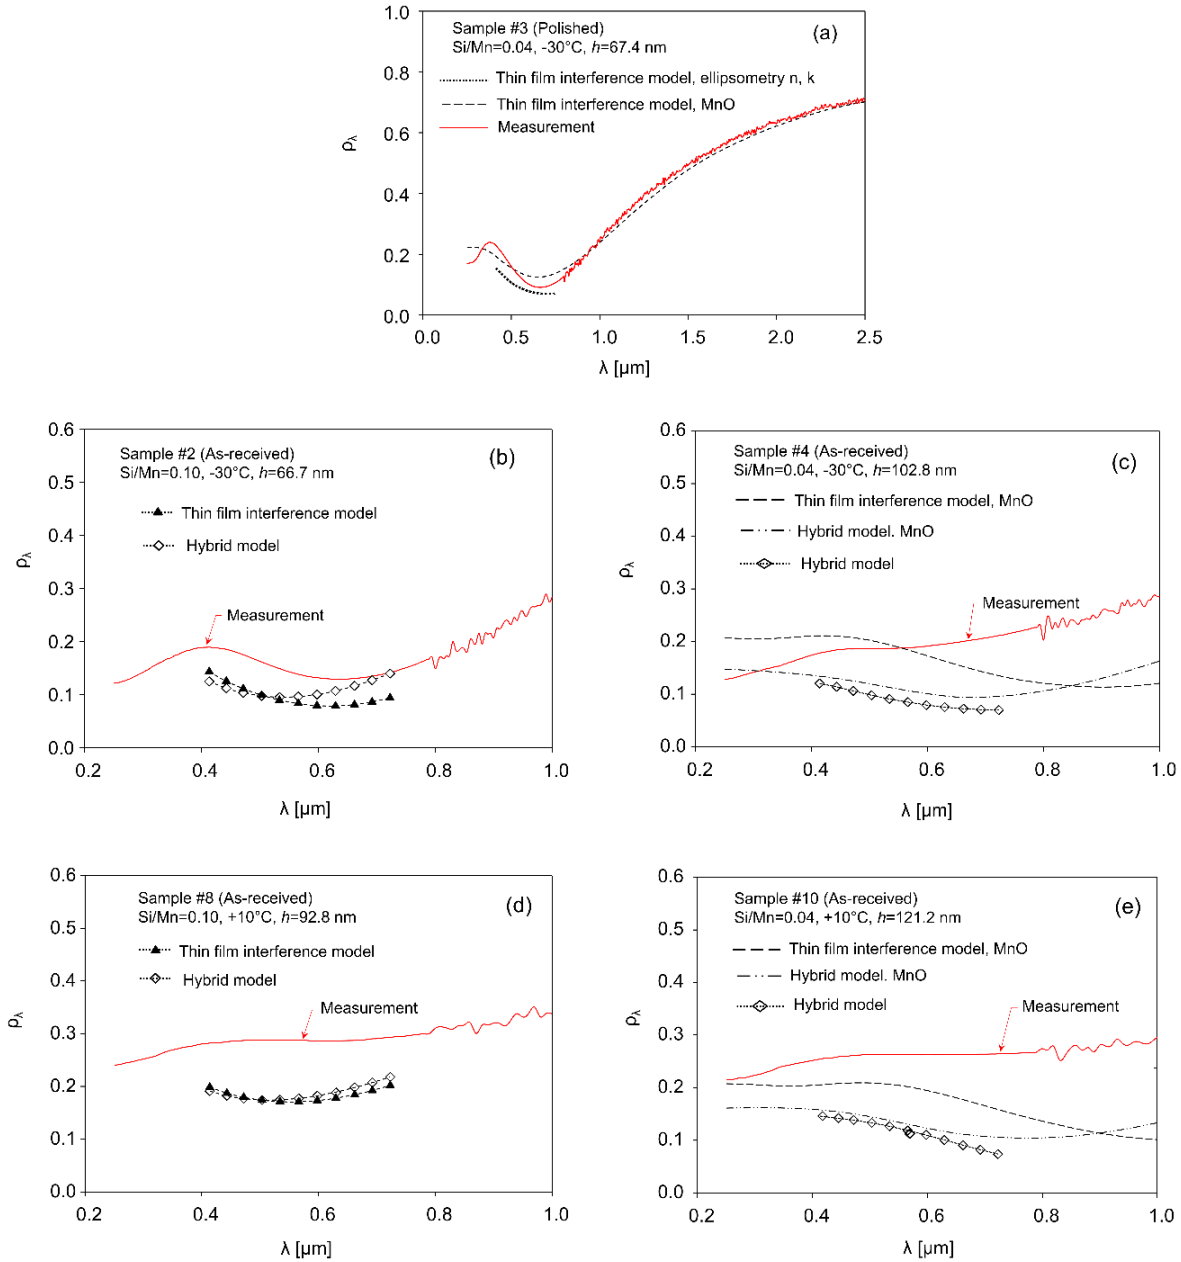 Sample #3 (Polished)
(a)
Si/Mn=0.04, -30°C, h=67.4 nm
Thin film interference model, ellipsometry n, k
Thin film interference model, MnO
Measurement
1.0
0.8
0.6
0.4
0.2
0.0
ρλ
0.0 0.5 1.0 1.5 2.0 2.5
λ [µm]
Sample #2 (As-received)
(b)
Si/Mn=0.10, -30°C, h=66.7 nm
Thin film interference model
Hybrid model
Measurement
0.6
0.5
0.4
0.3
0.2
0.1
0.0
ρλ
0.2 0.4 0.6 0.8 1.0
λ [µm]
Sample #4 (As-received)
(c)
Si/Mn=0.04, -30°C, h=102.8 nm
Thin film interference model, MnO
Hybrid model. MnO
Hybrid model
Measurement
0.6
0.5
0.4
0.3
0.2
0.1
0.0
ρλ
0.2 0.4 0.6 0.8 1.0
λ [µm]
Sample #8 (As-received)
(d)
Si/Mn=0.10, +10°C, h=92.8 nm
Thin film interference model
Hybrid model
Measurement
0.6
0.5
0.4
0.3
0.2
0.1
0.0
ρλ
0.2 0.4 0.6 0.8 1.0
λ [µm]
Sample #10 (As-received)
(e)
Si/Mn=0.04, +10°C, h=121.2 nm
Thin film interference model, MnO
Hybrid model. MnO
Hybrid model
Measurement
0.6
0.5
0.4
0.3
0.2
0.1
0.0
ρλ
0.2 0.4 0.6 0.8 1.0
λ [µm]